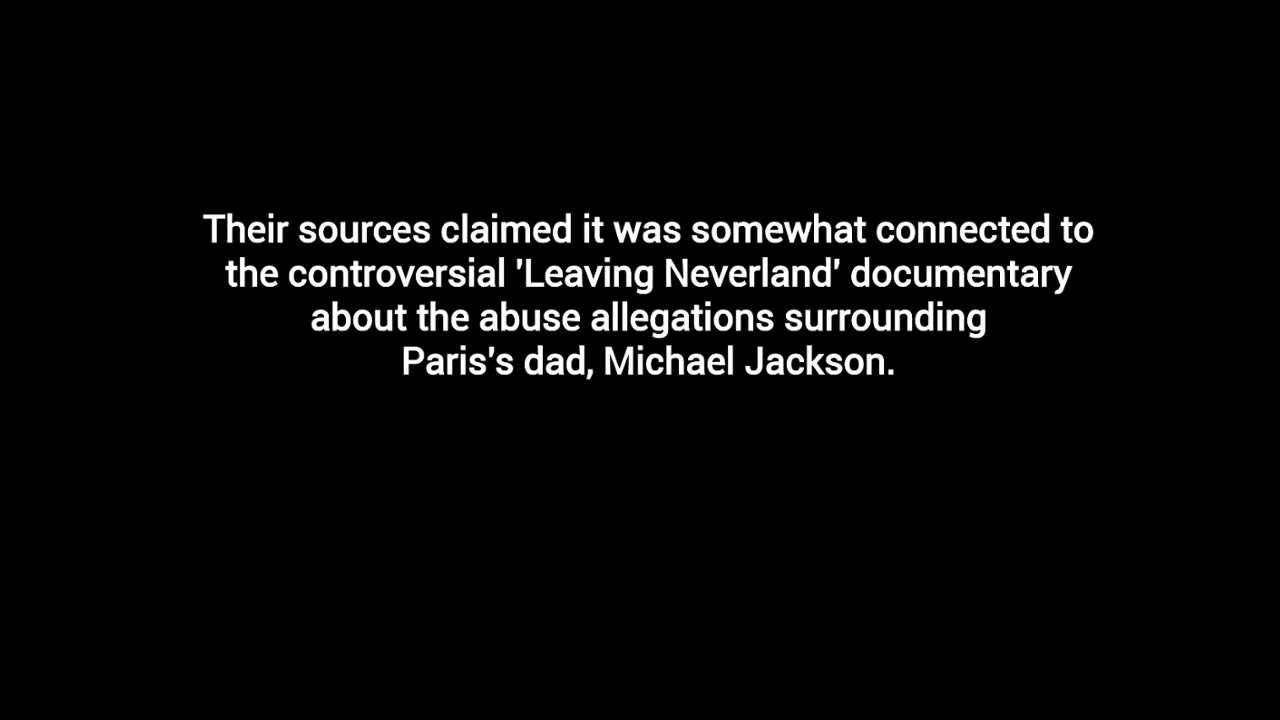 Their sources claimed it was somewhat connected to
the controversial 'Leaving Neverland' documentary
about the abuse allegations surrounding
Paris's dad, Michael Jackson.